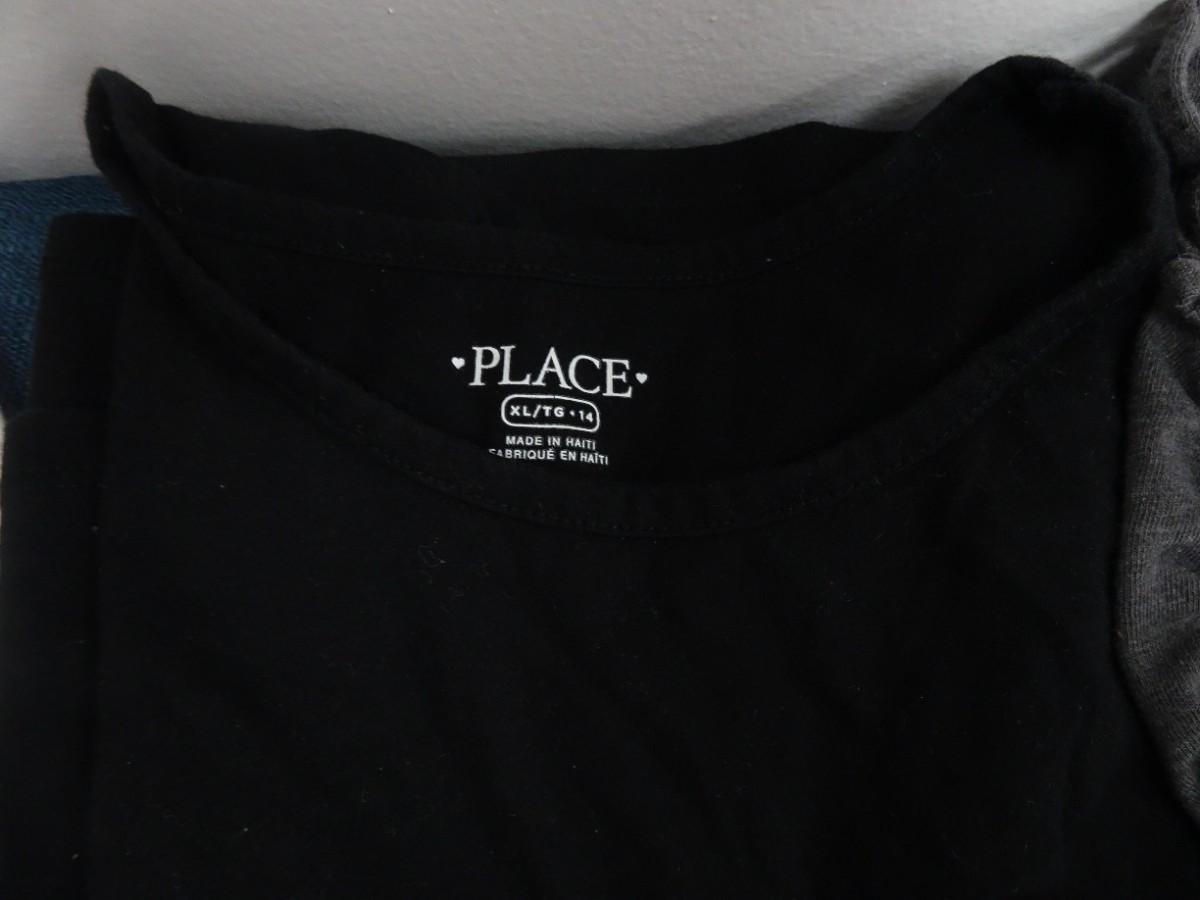 PLACE
XL/TG • 14
MADE IN HAITI
FABRIQUÉ EN HAÏTI